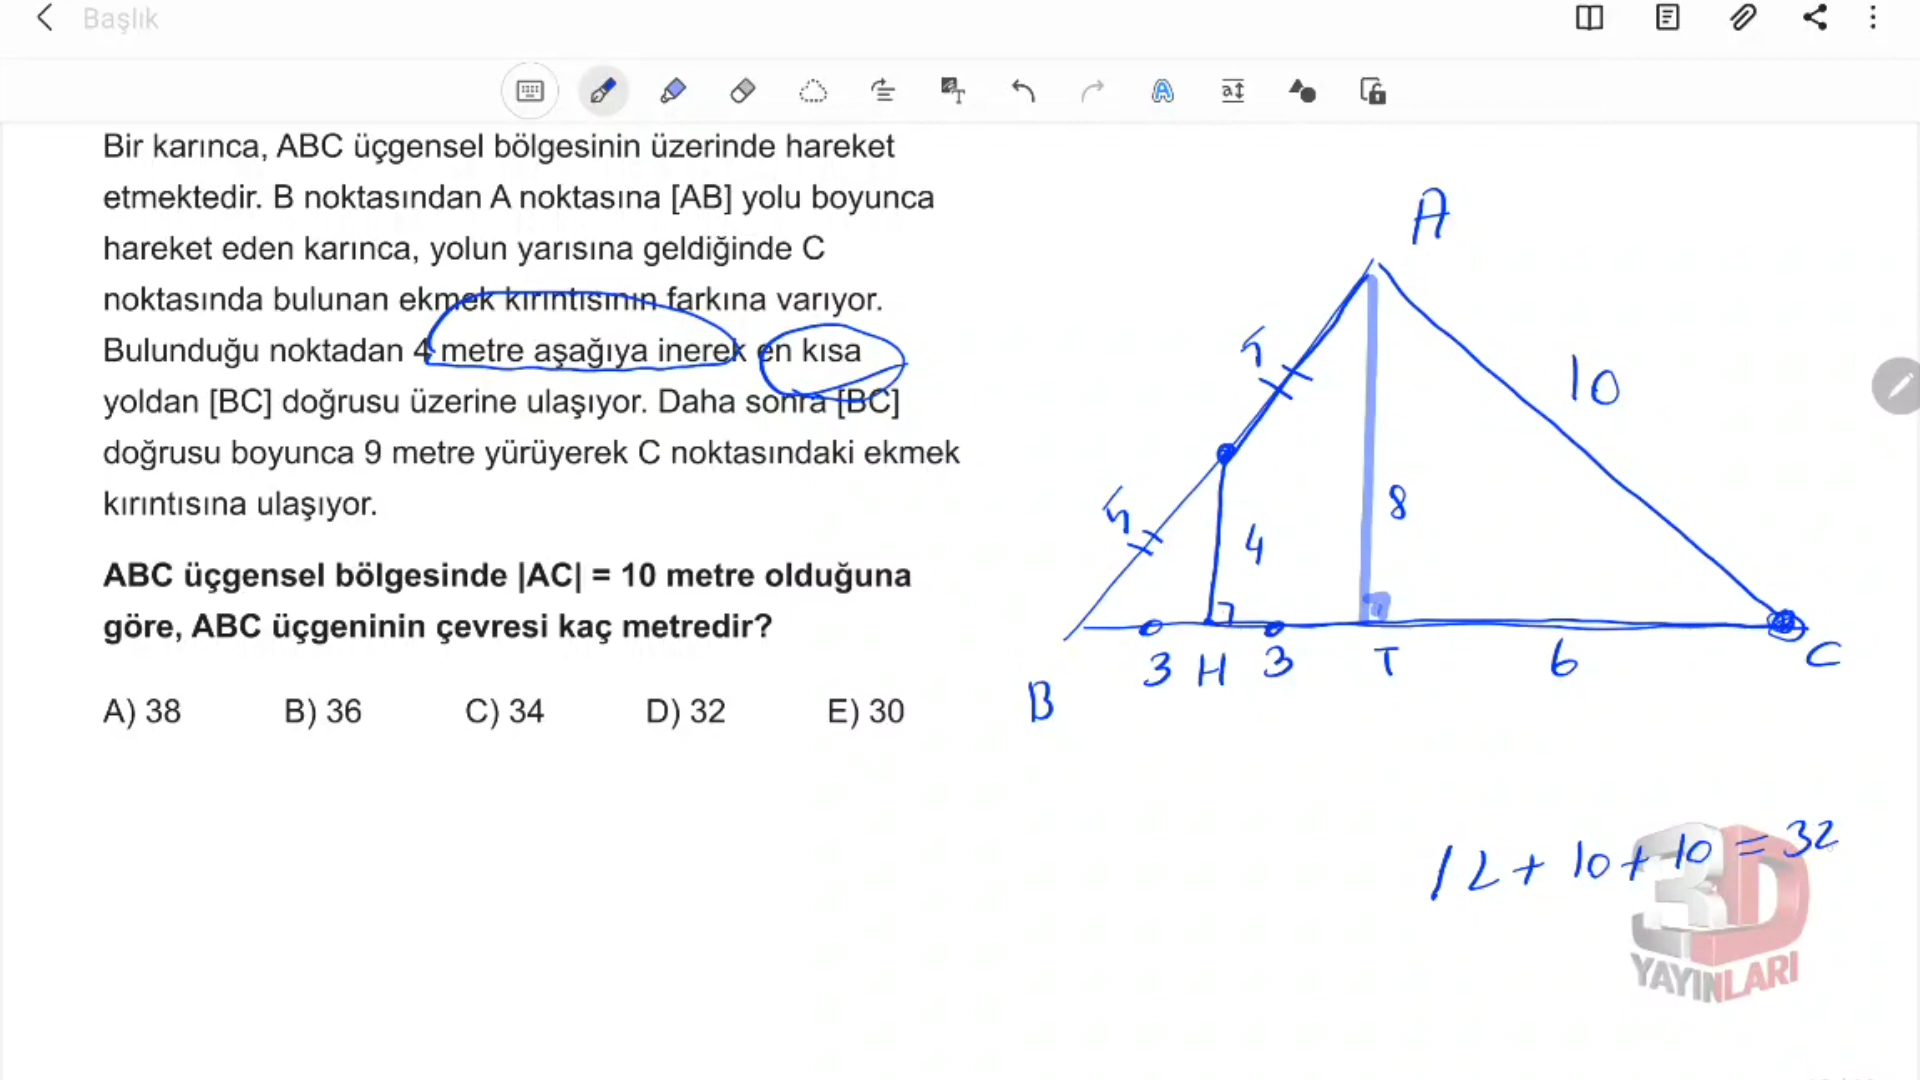 Başlık
Bir karınca, ABC üçgensel bölgesinin üzerinde hareket
etmektedir. B noktasından A noktasına [AB] yolu boyunca
hareket eden karınca, yolun yarısına geldiğinde C
noktasında bulunan ekmek kırıntısının farkına varıyor.
Bulunduğu noktadan 4 metre aşağıya inerek en kısa
yoldan [BC] doğrusu üzerine ulaşıyor. Daha sonra [BC]
doğrusu boyunca 9 metre yürüyerek C noktasındaki ekmek
kırıntısına ulaşıyor.
ABC üçgensel bölgesinde |AC| = 10 metre olduğuna
göre, ABC üçgeninin çevresi kaç metredir?
A) 38 B) 36 C) 34 D) 32 E) 30
A
5
10
5
4
8
3 H 3 T 6 C
B
12 + 10 + 10 = 32
3D
YAYINLARI